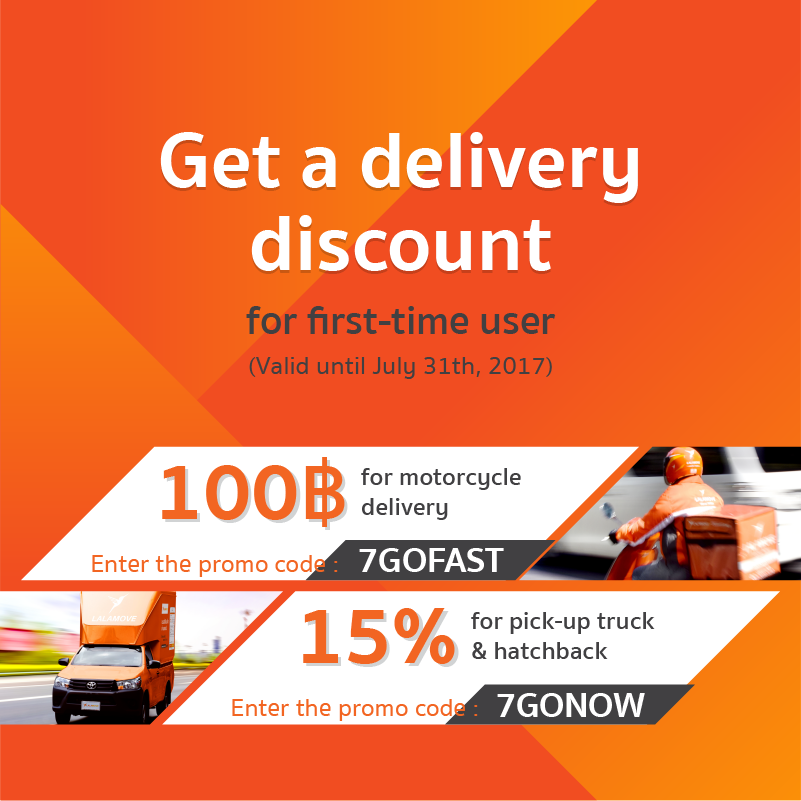 Get a delivery
discount
for first-time user
(Valid until July 31th, 2017)
100฿
for motorcycle
delivery
Enter the promo code : 7GOFAST
LALAMOVE
15%
for pick-up truck
& hatchback
Enter the promo code : 7GONOW